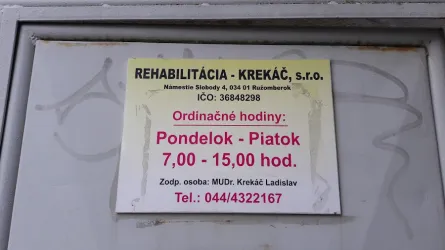 REHABILITÁCIA - KREKÁČ, s.r.o.
Námestie Slobody 4, 034 01 Ružomberok
IČO: 36848298
Ordinačné hodiny:
Pondelok - Piatok
7,00 - 15,00 hod.
Zodp. osoba: MUDr. Krekáč Ladislav
Tel.: 044/4322167